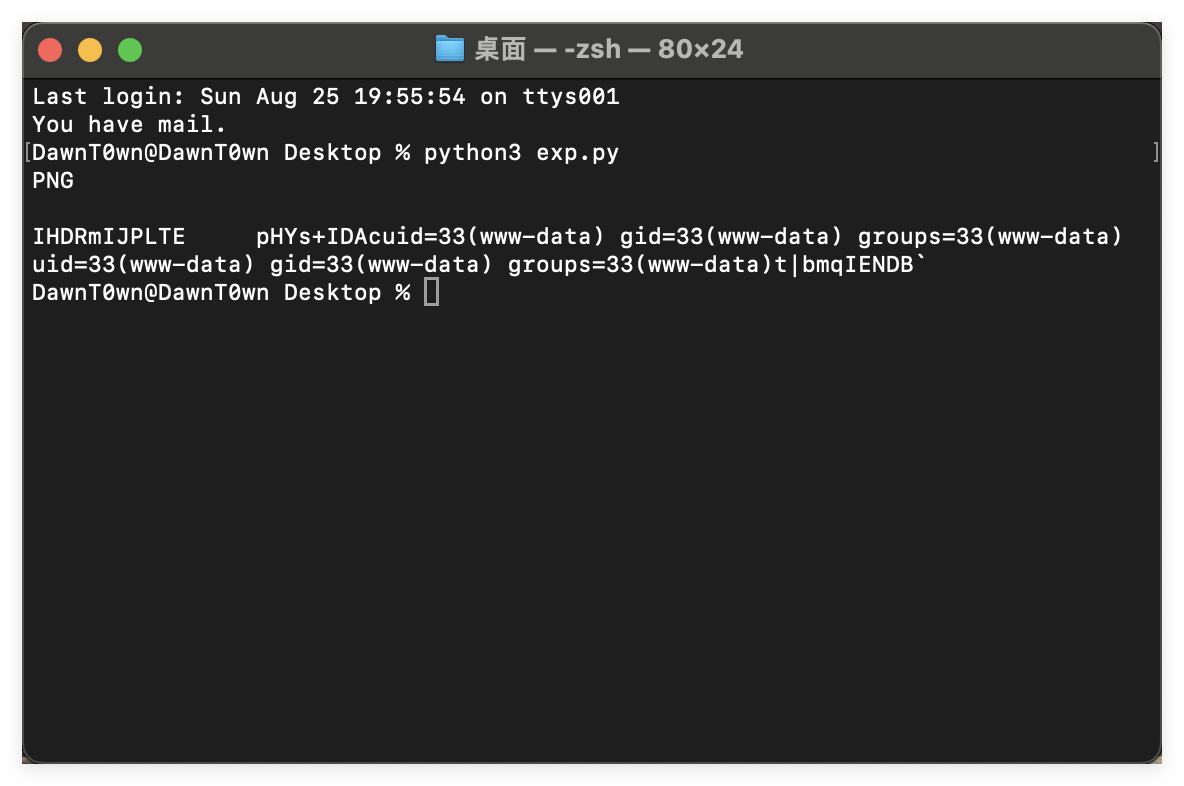 桌面 — -zsh — 80×24
Last login: Sun Aug 25 19:55:54 on ttys001
You have mail.
[DawnT0wn@DawnT0wn Desktop % python3 exp.py ]
PNG
IHDRmIJPLTE     pHYs+IDAcuid=33(www-data) gid=33(www-data) groups=33(www-data)
uid=33(www-data) gid=33(www-data) groups=33(www-data)t|bmqIENDB`
DawnT0wn@DawnT0wn Desktop %